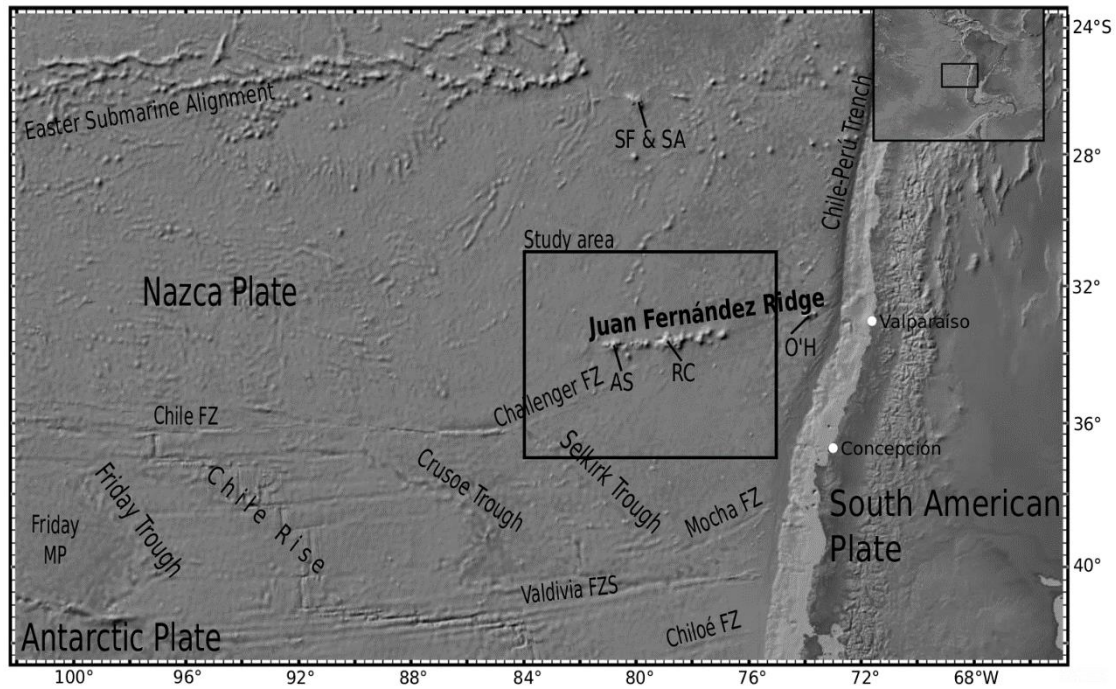 24°S
Chile-Perú Trench
Easter Submarine Alignment
SF & SA
28°
Study area
Nazca Plate
32°
Juan Fernández Ridge
Valparaíso
O'H
AS
RC
Challenger FZ
Chile FZ
36°
Selkirk Trough
Concepción
Crusoe Trough
Chile Rise
Friday Trough
Mocha FZ
South American
Plate
Friday
MP
40°
Valdivia FZS
Chiloé FZ
Antarctic Plate
100°
96°
92°
88°
84°
80°
76°
72°
68°W